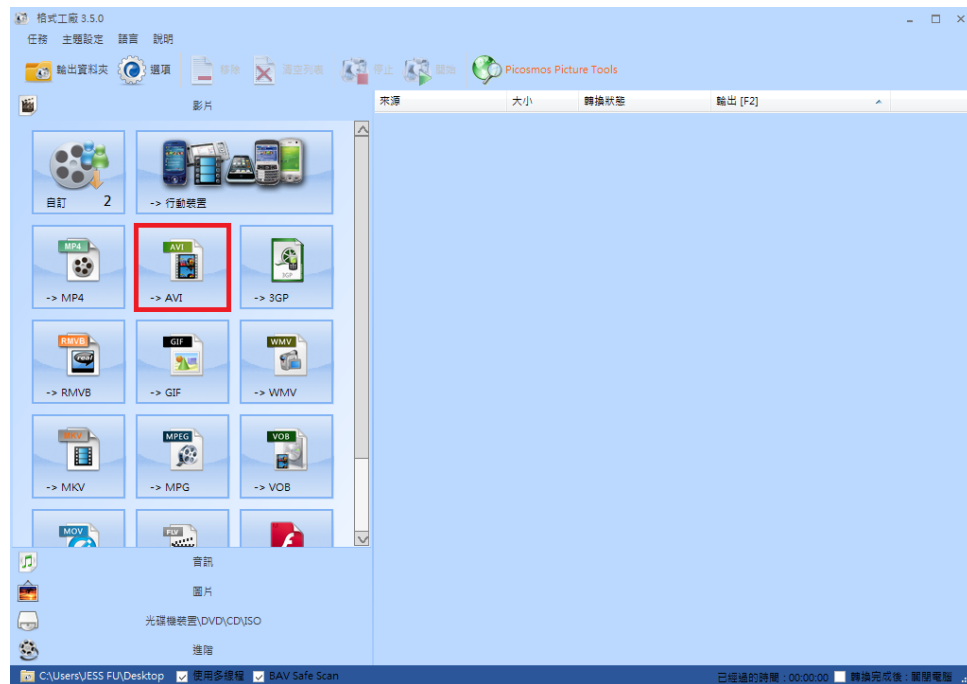 格式工廠 3.5.0
任務 主題設定 語言 說明
輸出資料夾 選項 移除 清空列表 停止 開始 Picosmos Picture Tools
影片
來源 大小 轉換狀態 輸出 [F2]
自訂 2 -> 行動裝置
MP4 AVI 3GP
-> MP4 -> AVI -> 3GP
RMVB GIF WMV
real
-> RMVB -> GIF -> WMV
MKV MPEG VOB
-> MKV -> MPG -> VOB
MOV FLV
音訊
圖片
光碟機裝置\DVD\CD\ISO
進階
C:\Users\JESS FU\Desktop 使用多線程 BAV Safe Scan 已經過的時間 : 00:00:00 轉換完成後 : 關閉電腦